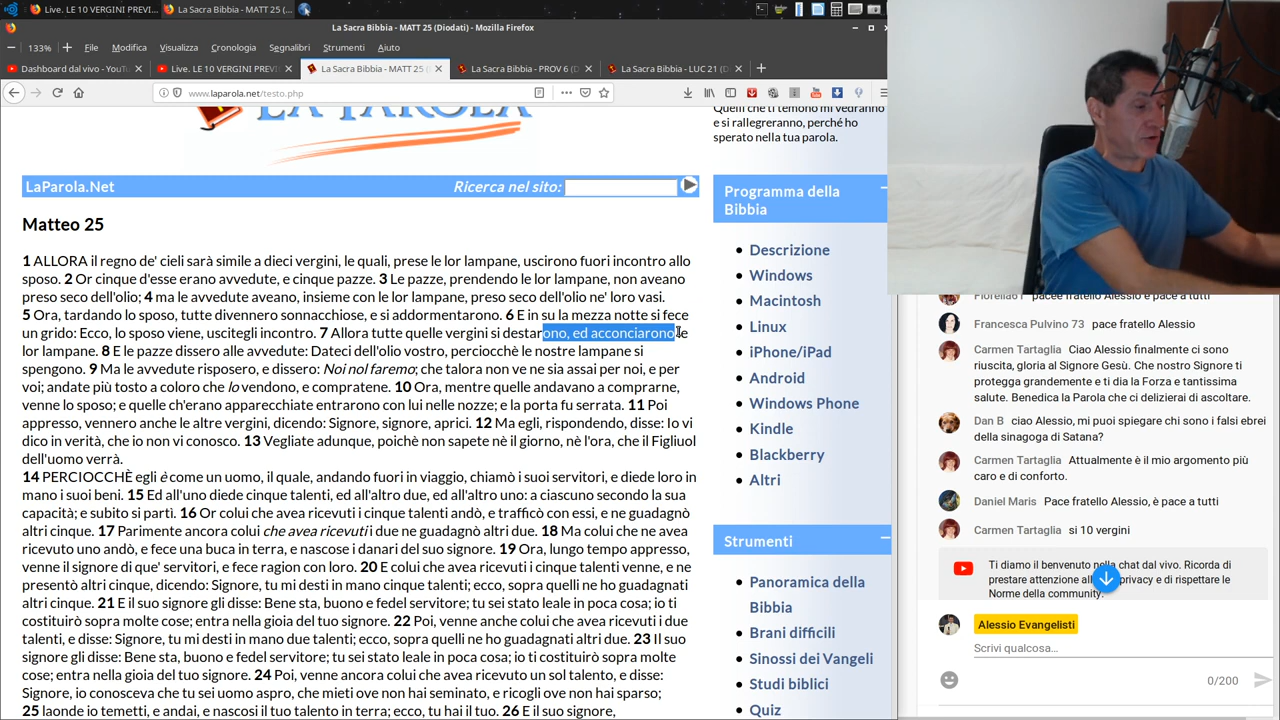 Live. LE 10 VERGINI PREVI...
La Sacra Bibbia - MATT 25 (...
La Sacra Bibbia - MATT 25 (Diodati) - Mozilla Firefox
133% File Modifica Visualizza Cronologia Segnalibri Strumenti Aiuto
Dashboard dal vivo - YouTu
Live. LE 10 VERGINI PREVI
La Sacra Bibbia - MATT 25 (
La Sacra Bibbia - PROV 6 (D
La Sacra Bibbia - LUC 21 (D
www.laparola.net/testo.php
LA PAROLA
LaParola.Net
Ricerca nel sito:
Matteo 25
1 ALLORA il regno de' cieli sarà simile a dieci vergini, le quali, prese le lor lampane, uscirono fuori incontro allo
sposo. 2 Or cinque d'esse erano avvedute, e cinque pazze. 3 Le pazze, prendendo le lor lampane, non aveano
preso seco dell'olio; 4 ma le avvedute aveano, insieme con le lor lampane, preso seco dell'olio ne' loro vasi.
5 Ora, tardando lo sposo, tutte divennero sonnacchiose, e si addormentarono. 6 E in su la mezza notte si fece
un grido: Ecco, lo sposo viene, uscitegli incontro. 7 Allora tutte quelle vergini si destarono, ed acconciarono le
lor lampane. 8 E le pazze dissero alle avvedute: Dateci dell'olio vostro, perciocchè le nostre lampane si
spengono. 9 Ma le avvedute risposero, e dissero: Noi nol faremo; che talora non ve ne sia assai per noi, e per
voi; andate più tosto a coloro che lo vendono, e compratene. 10 Ora, mentre quelle andavano a comprarne,
venne lo sposo; e quelle ch'erano apparecchiate entrarono con lui nelle nozze; e la porta fu serrata. 11 Poi
appresso, vennero anche le altre vergini, dicendo: Signore, signore, aprici. 12 Ma egli, rispondendo, disse: Io vi
dico in verità, che io non vi conosco. 13 Vegliate adunque, poichè non sapete nè il giorno, nè l'ora, che il Figliuol
dell'uomo verrà.
14 PERCIOCCHÈ egli è come un uomo, il quale, andando fuori in viaggio, chiamò i suoi servitori, e diede loro in
mano i suoi beni. 15 Ed all'uno diede cinque talenti, ed all'altro due, ed all'altro uno: a ciascuno secondo la sua
capacità; e subito si partì. 16 Or colui che avea ricevuti i cinque talenti andò, e trafficò con essi, e ne guadagnò
altri cinque. 17 Parimente ancora colui che avea ricevuti i due ne guadagnò altri due. 18 Ma colui che ne avea
ricevuto uno andò, e fece una buca in terra, e nascose i danari del suo signore. 19 Ora, lungo tempo appresso,
venne il signore di que' servitori, e fece ragion con loro. 20 E colui che avea ricevuti i cinque talenti venne, e ne
presentò altri cinque, dicendo: Signore, tu mi desti in mano cinque talenti; ecco, sopra quelli ne ho guadagnati
altri cinque. 21 E il suo signore gli disse: Bene sta, buono e fedel servitore; tu sei stato leale in poca cosa; io ti
costituirò sopra molte cose; entra nella gioia del tuo signore. 22 Poi, venne anche colui che avea ricevuti i due
talenti, e disse: Signore, tu mi desti in mano due talenti; ecco, sopra quelli ne ho guadagnati altri due. 23 Il suo
signore gli disse: Bene sta, buono e fedel servitore; tu sei stato leale in poca cosa; io ti costituirò sopra molte
cose; entra nella gioia del tuo signore. 24 Poi, venne ancora colui che avea ricevuto un sol talento, e disse:
Signore, io conosceva che tu sei uomo aspro, che mieti ove non hai seminato, e ricogli ove non hai sparso;
25 laonde io temetti, e andai, e nascosi il tuo talento in terra; ecco, tu hai il tuo. 26 E il suo signore,
Quelli che ti temono mi vedranno
e si rallegreranno, perché ho
sperato nella tua parola.
Programma della
Bibbia
Descrizione
Windows
Macintosh
Linux
iPhone/iPad
Android
Windows Phone
Kindle
Blackberry
Altri
Strumenti
Panoramica della
Bibbia
Brani difficili
Sinossi dei Vangeli
Studi biblici
Quiz
pace fratello Alessio e pace a tutti
Francesca Pulvino 73 pace fratello Alessio
Carmen Tartaglia Ciao Alessio finalmente ci sono
riuscita, gloria al Signore Gesù. Che nostro Signore ti
protegga grandemente e ti dia la Forza e tantissima
salute. Benedica la Parola che ci delizierai di ascoltare.
Dan B ciao Alessio, mi puoi spiegare chi sono i falsi ebrei
della sinagoga di Satana?
Carmen Tartaglia Attualmente è il mio argomento più
caro e di conforto.
Daniel Maris Pace fratello Alessio, è pace a tutti
Carmen Tartaglia si 10 vergini
Ti diamo il benvenuto nella chat dal vivo. Ricorda di
prestare attenzione privacy e di rispettare le
Norme della community.
Alessio Evangelisti
Scrivi qualcosa...
0/200